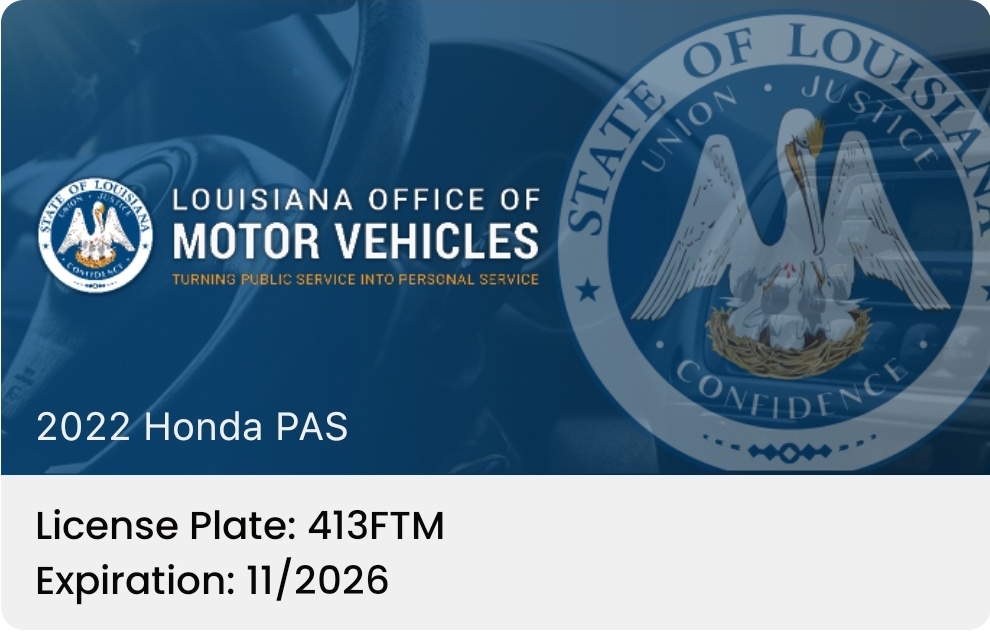 STATE OF LOUISIANA
UNION • JUSTICE
CONFIDENCE
STATE OF LOUISIANA
UNION • JUSTICE
CONFIDENCE
LOUISIANA OFFICE OF
MOTOR VEHICLES
TURNING PUBLIC SERVICE INTO PERSONAL SERVICE
2022 Honda PAS
License Plate: 413FTM
Expiration: 11/2026